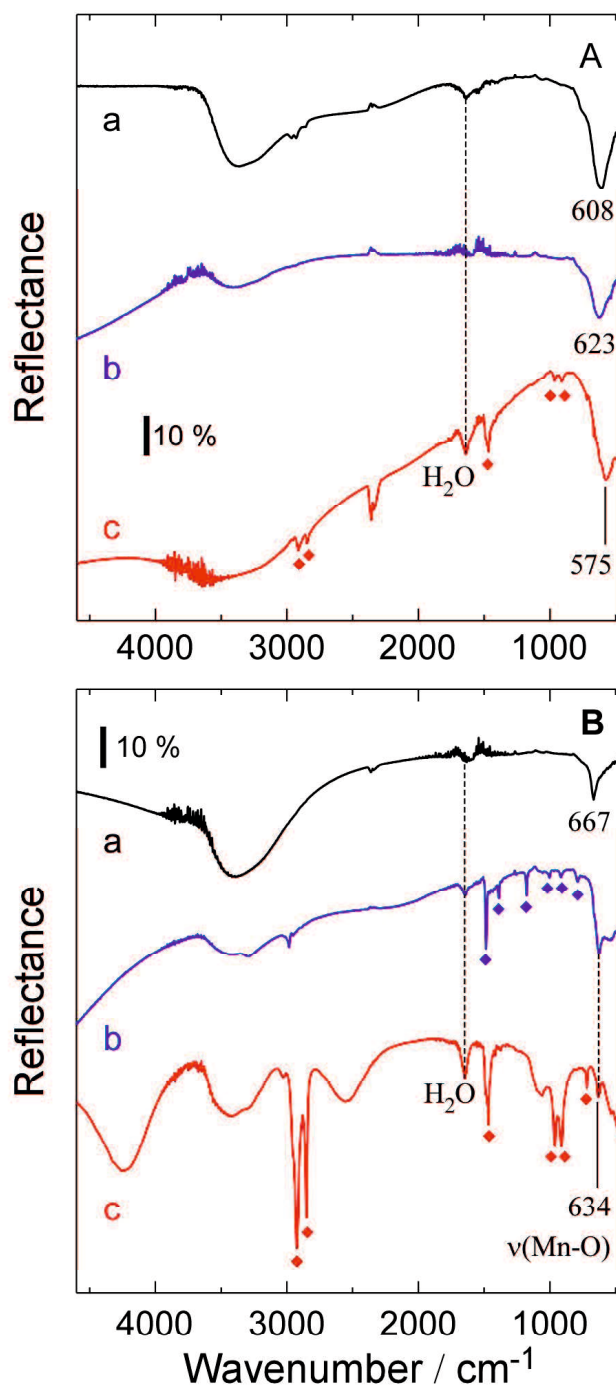 A
a
608
b
623
10 %
H₂O
c
575
Reflectance
4000 3000 2000 1000
B
10 %
a
667
b
H₂O
c
634
ν(Mn-O)
Reflectance
4000 3000 2000 1000
Wavenumber / cm⁻¹